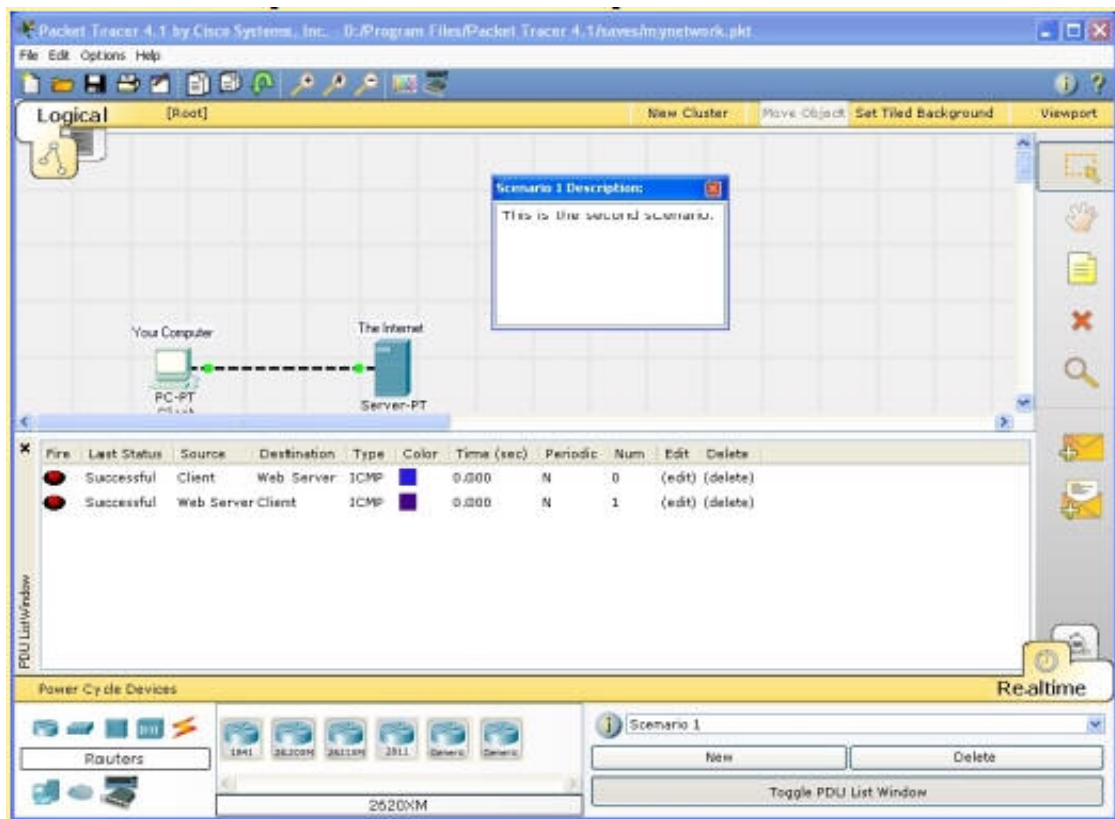 Packet Tracer 4.1 by Cisco Systems, Inc. D:/Program Files/Packet Tracer 4.1/saves/mynetwork.pkt
File Edit Options Help
Logical [Root] New Cluster Move Object Set Tiled Background Viewport
Scenario 1 Description:
This is the second scenario.
Your Computer
The Internet
PC-PT
Client
Server-PT
Fire Last Status Source Destination Type Color Time (sec) Periodic Num Edit Delete
Successful Client Web Server ICMP 0.000 N 0 (edit) (delete)
Successful Web Server Client ICMP 0.000 N 1 (edit) (delete)
PDU List Window
Power Cycle Devices
Realtime
Routers
1841 2620XM 2621XM 2811 Generic Generic
2620XM
Scenario 1
New Delete
Toggle PDU List Window